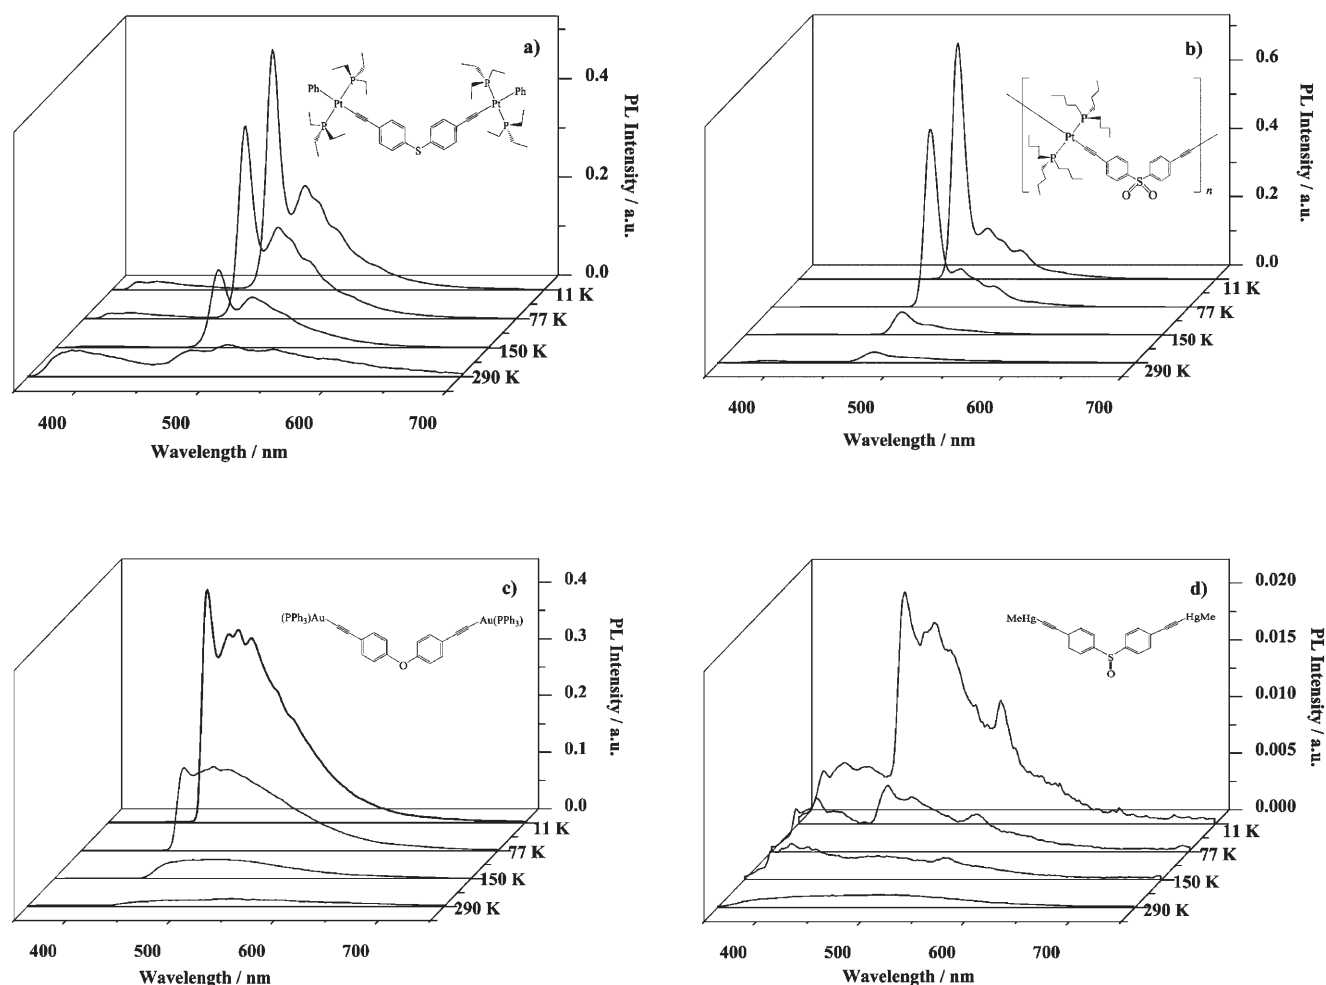 a)
0.4
0.2
0.0
PL Intensity / a.u.
Ph
P
Pt
P
S
P
Pt
Ph
P
11 K
77 K
150 K
290 K
400 500 600 700
Wavelength / nm
b)
0.6
0.4
0.2
0.0
PL Intensity / a.u.
P
Pt
P
S
O O
n
11 K
77 K
150 K
290 K
400 500 600 700
Wavelength / nm
c)
0.4
0.3
0.2
0.1
0.0
PL Intensity / a.u.
(PPh3)Au
Au(PPh3)
O
11 K
77 K
150 K
290 K
400 500 600 700
Wavelength / nm
d)
0.020
0.015
0.010
0.005
0.000
PL Intensity / a.u.
MeHg
HgMe
S
O
11 K
77 K
150 K
290 K
400 500 600 700
Wavelength / nm